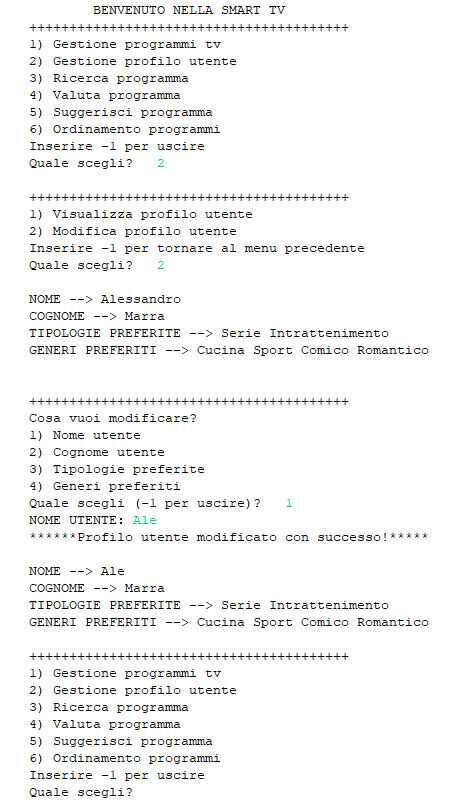 BENVENUTO NELLA SMART TV
++++++++++++++++++++++++++++++++++++++++
1) Gestione programmi tv
2) Gestione profilo utente
3) Ricerca programma
4) Valuta programma
5) Suggerisci programma
6) Ordinamento programmi
Inserire -1 per uscire
Quale scegli?   2
++++++++++++++++++++++++++++++++++++++++
1) Visualizza profilo utente
2) Modifica profilo utente
Inserire -1 per tornare al menu precedente
Quale scegli?   2
NOME --> Alessandro
COGNOME --> Marra
TIPOLOGIE PREFERITE --> Serie Intrattenimento
GENERI PREFERITI --> Cucina Sport Comico Romantico
++++++++++++++++++++++++++++++++++++++++
Cosa vuoi modificare?
1) Nome utente
2) Cognome utente
3) Tipologie preferite
4) Generi preferiti
Quale scegli (-1 per uscire)?   1
NOME UTENTE: Ale
******Profilo utente modificato con successo!*****
NOME --> Ale
COGNOME --> Marra
TIPOLOGIE PREFERITE --> Serie Intrattenimento
GENERI PREFERITI --> Cucina Sport Comico Romantico
++++++++++++++++++++++++++++++++++++++++
1) Gestione programmi tv
2) Gestione profilo utente
3) Ricerca programma
4) Valuta programma
5) Suggerisci programma
6) Ordinamento programmi
Inserire -1 per uscire
Quale scegli?